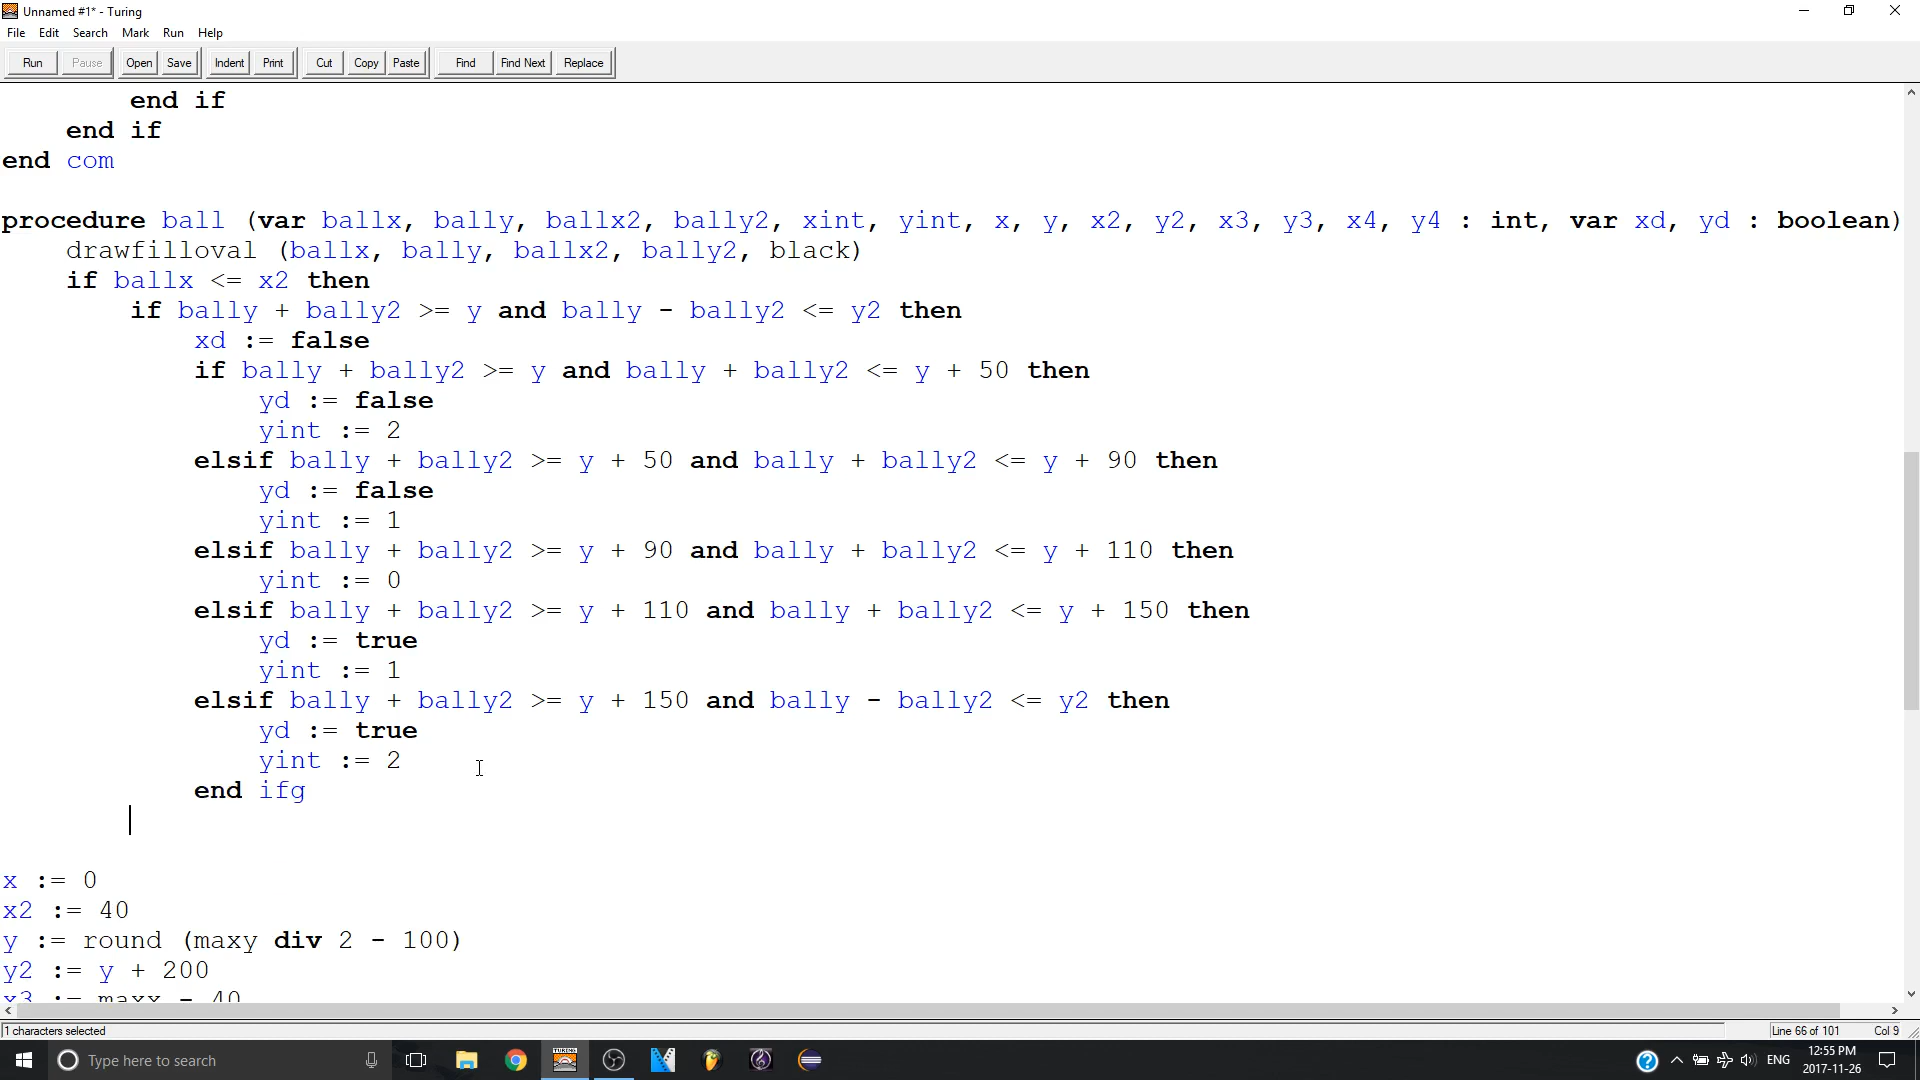 Unnamed #1* - Turing
File Edit Search Mark Run Help
Run Pause Open Save Indent Print Cut Copy Paste Find Find Next Replace
end if
end if
end com
procedure ball (var ballx, bally, ballx2, bally2, xint, yint, x, y, x2, y2, x3, y3, x4, y4 : int, var xd, yd : boolean)
drawfilloval (ballx, bally, ballx2, bally2, black)
if ballx <= x2 then
if bally + bally2 >= y and bally - bally2 <= y2 then
xd := false
if bally + bally2 >= y and bally + bally2 <= y + 50 then
yd := false
yint := 2
elsif bally + bally2 >= y + 50 and bally + bally2 <= y + 90 then
yd := false
yint := 1
elsif bally + bally2 >= y + 90 and bally + bally2 <= y + 110 then
yint := 0
elsif bally + bally2 >= y + 110 and bally + bally2 <= y + 150 then
yd := true
yint := 1
elsif bally + bally2 >= y + 150 and bally - bally2 <= y2 then
yd := true
yint := 2
end ifg
x := 0
x2 := 40
y := round (maxy div 2 - 100)
y2 := y + 200
x3 := maxx - 40
1 characters selected
Line 66 of 101 Col 9
Type here to search
TURING
ENG
12:55 PM
2017-11-26